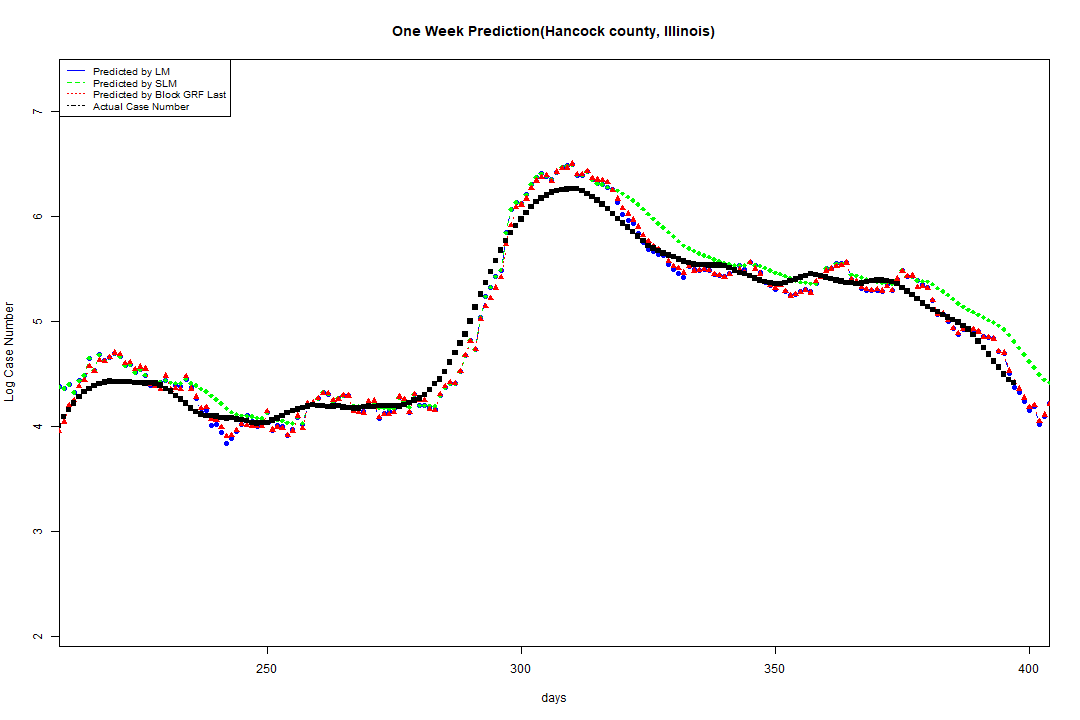 One Week Prediction(Hancock county, Illinois)
Predicted by LM
Predicted by SLM
Predicted by Block GRF Last
Actual Case Number
7
6
5
4
3
2
Log Case Number
250 300 350 400
days